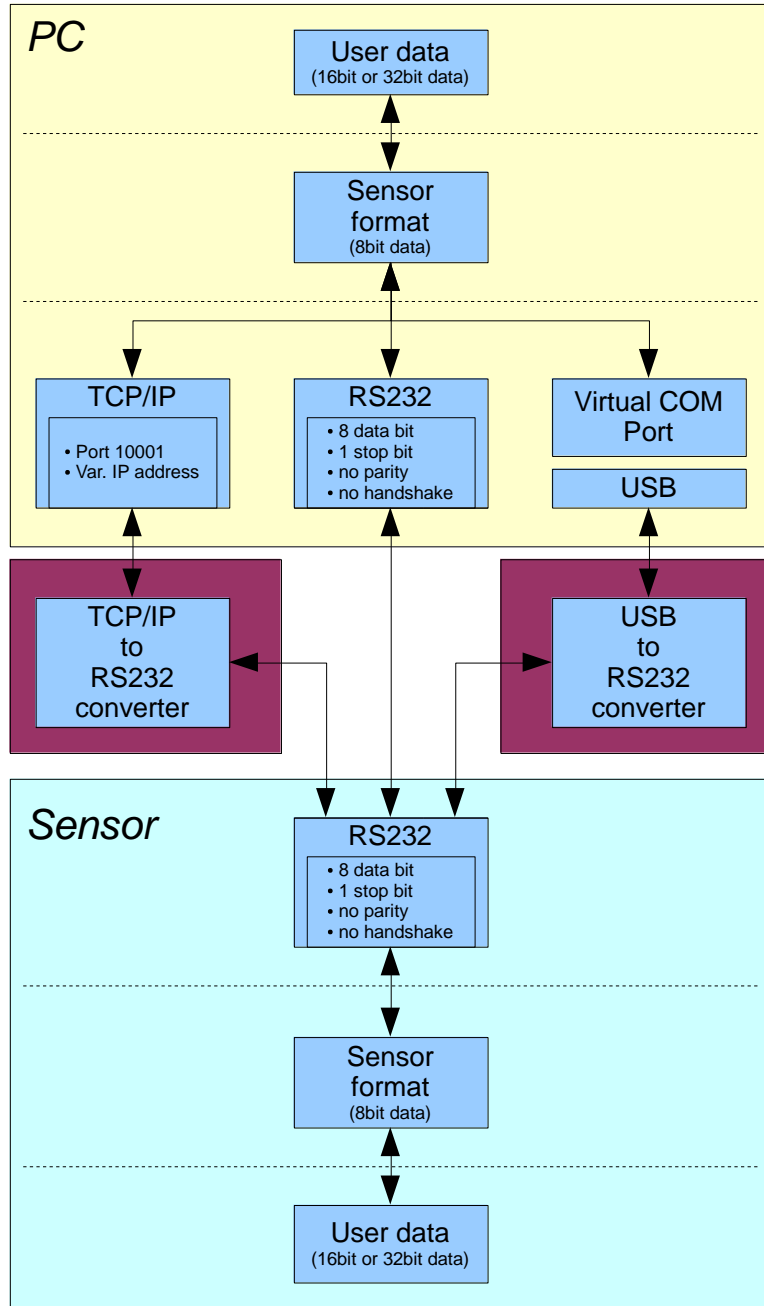 PC
User data
(16bit or 32bit data)
Sensor
format
(8bit data)
TCP/IP
• Port 10001
• Var. IP address
RS232
• 8 data bit
• 1 stop bit
• no parity
• no handshake
Virtual COM
Port
USB
TCP/IP
to
RS232
converter
USB
to
RS232
converter
Sensor
RS232
• 8 data bit
• 1 stop bit
• no parity
• no handshake
Sensor
format
(8bit data)
User data
(16bit or 32bit data)